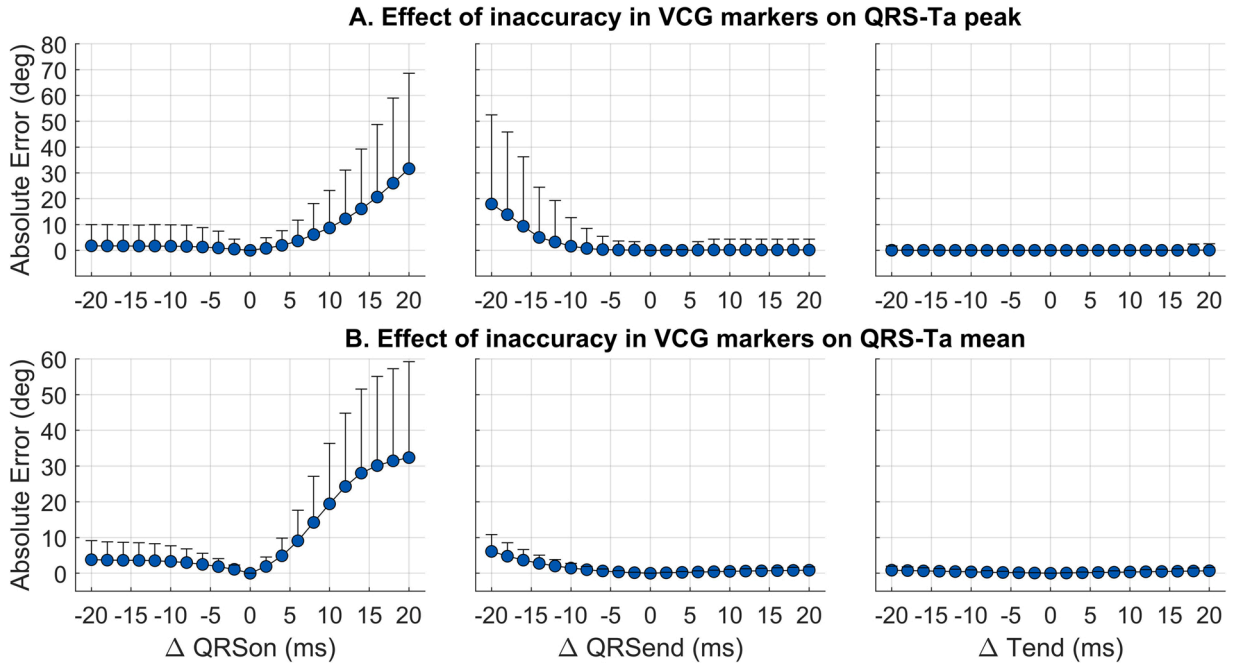 A. Effect of inaccuracy in VCG markers on QRS-Ta peak
Absolute Error (deg)
80
70
60
50
40
30
20
10
0
-20 -15 -10 -5 0 5 10 15 20
-20 -15 -10 -5 0 5 10 15 20
-20 -15 -10 -5 0 5 10 15 20
B. Effect of inaccuracy in VCG markers on QRS-Ta mean
Absolute Error (deg)
60
50
40
30
20
10
0
-20 -15 -10 -5 0 5 10 15 20
-20 -15 -10 -5 0 5 10 15 20
-20 -15 -10 -5 0 5 10 15 20
Δ QRSon (ms)
Δ QRSend (ms)
Δ Tend (ms)